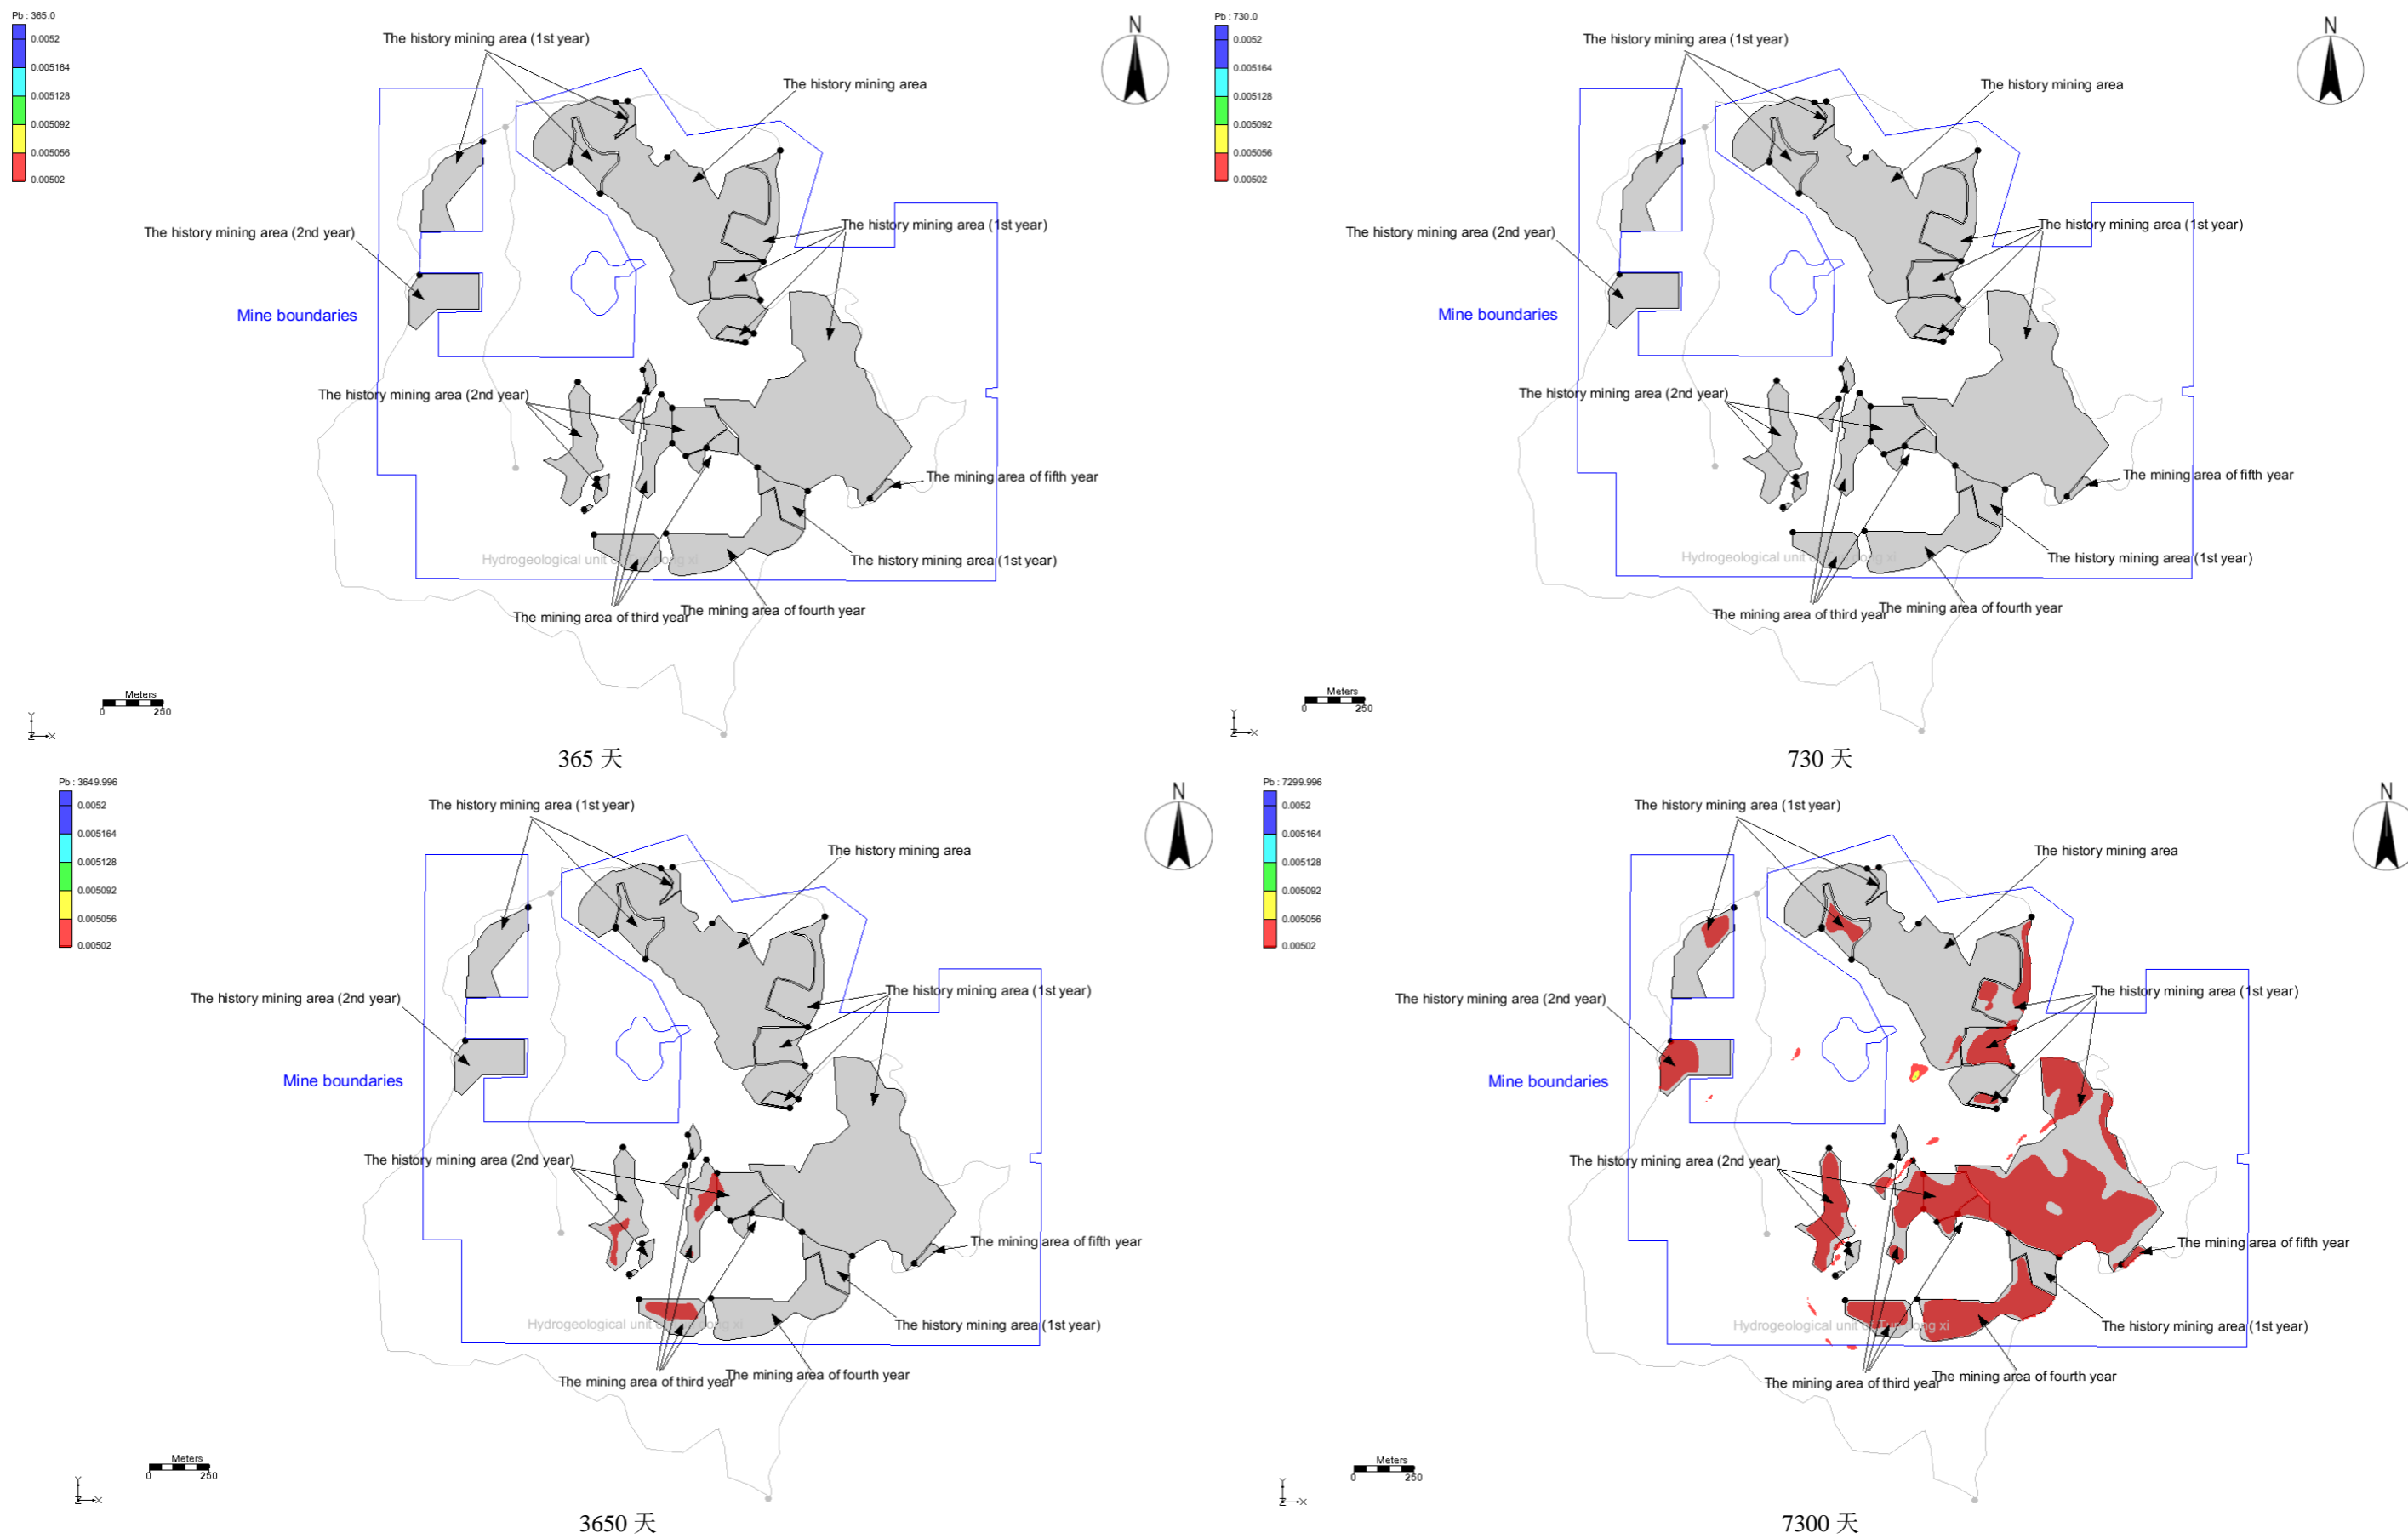 Pb : 365.0
0.0052
0.005164
0.005128
0.005092
0.005056
0.00502
N
The history mining area (1st year)
The history mining area
The history mining area (1st year)
The history mining area (2nd year)
Mine boundaries
The history mining area (2nd year)
The mining area of fifth year
Hydrogeological unit
The history mining area (1st year)
The mining area of third year
The mining area of fourth year
Meters
0 250
Y
Z X
365 天
Pb : 730.0
0.0052
0.005164
0.005128
0.005092
0.005056
0.00502
N
The history mining area (1st year)
The history mining area
The history mining area (1st year)
The history mining area (2nd year)
Mine boundaries
The history mining area (2nd year)
The mining area of fifth year
Hydrogeological unit
The history mining area (1st year)
The mining area of third year
The mining area of fourth year
Meters
0 250
Y
Z X
730 天
Pb : 3649.996
0.0052
0.005164
0.005128
0.005092
0.005056
0.00502
N
The history mining area (1st year)
The history mining area
The history mining area (1st year)
The history mining area (2nd year)
Mine boundaries
The history mining area (2nd year)
The mining area of fifth year
Hydrogeological unit
The history mining area (1st year)
The mining area of third year
The mining area of fourth year
Meters
0 250
Y
Z X
3650 天
Pb : 7299.996
0.0052
0.005164
0.005128
0.005092
0.005056
0.00502
N
The history mining area (1st year)
The history mining area
The history mining area (1st year)
The history mining area (2nd year)
Mine boundaries
The history mining area (2nd year)
The mining area of fifth year
Hydrogeological unit of xi
The history mining area (1st year)
The mining area of third year
The mining area of fourth year
Meters
0 250
Y
Z X
7300 天